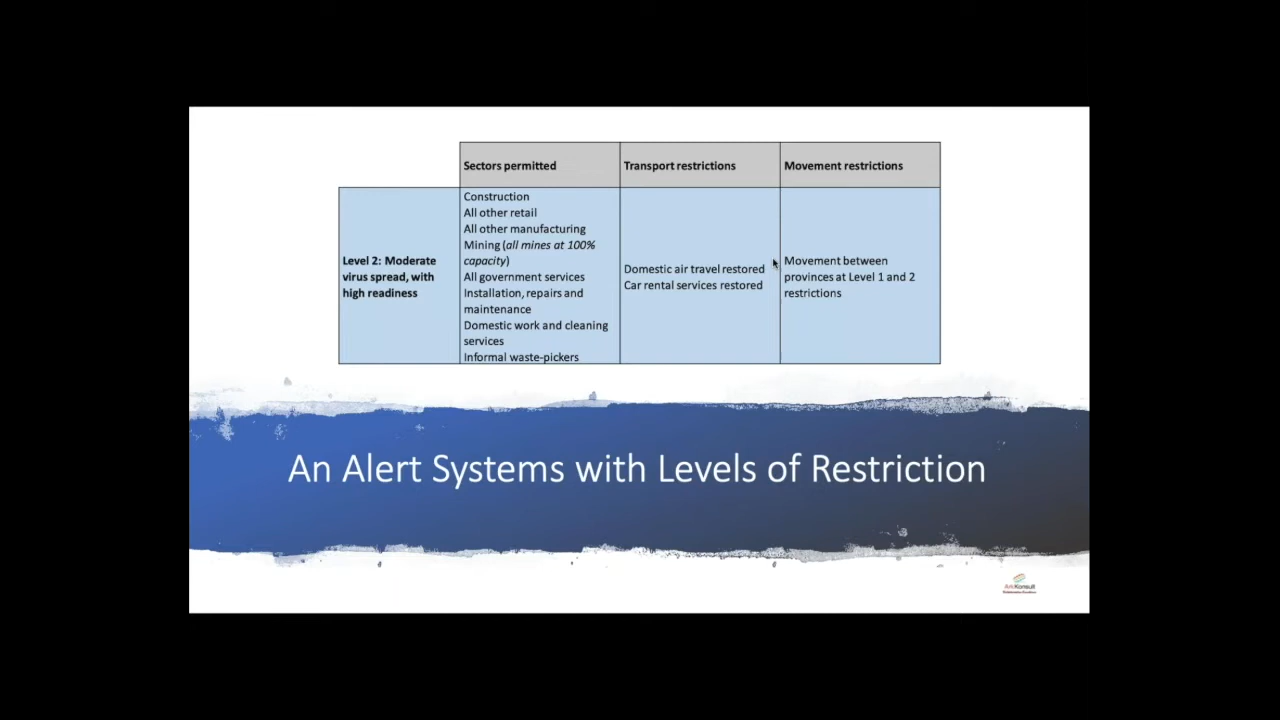 Sectors permitted
Transport restrictions
Movement restrictions
Level 2: Moderate
virus spread, with
high readiness
Construction
All other retail
All other manufacturing
Mining (all mines at 100%
capacity)
All government services
Installation, repairs and
maintenance
Domestic work and cleaning
services
Informal waste-pickers
Domestic air travel restored
Car rental services restored
Movement between
provinces at Level 1 and 2
restrictions
An Alert Systems with Levels of Restriction